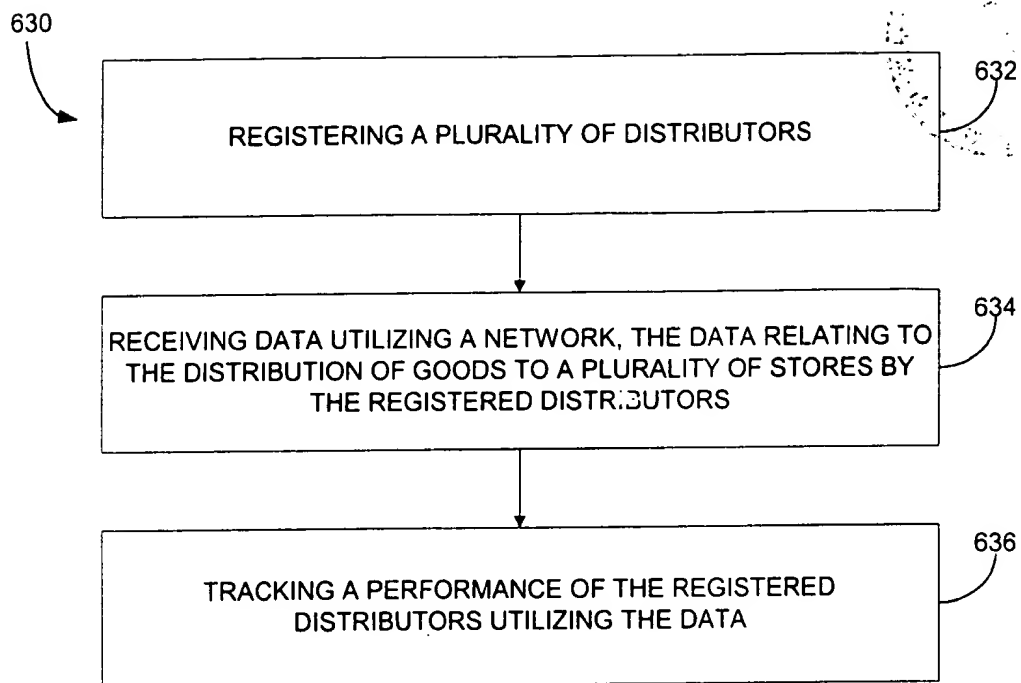 630
632
REGISTERING A PLURALITY OF DISTRIBUTORS
634
RECEIVING DATA UTILIZING A NETWORK, THE DATA RELATING TO
THE DISTRIBUTION OF GOODS TO A PLURALITY OF STORES BY
THE REGISTERED DISTRIBUTORS
636
TRACKING A PERFORMANCE OF THE REGISTERED
DISTRIBUTORS UTILIZING THE DATA